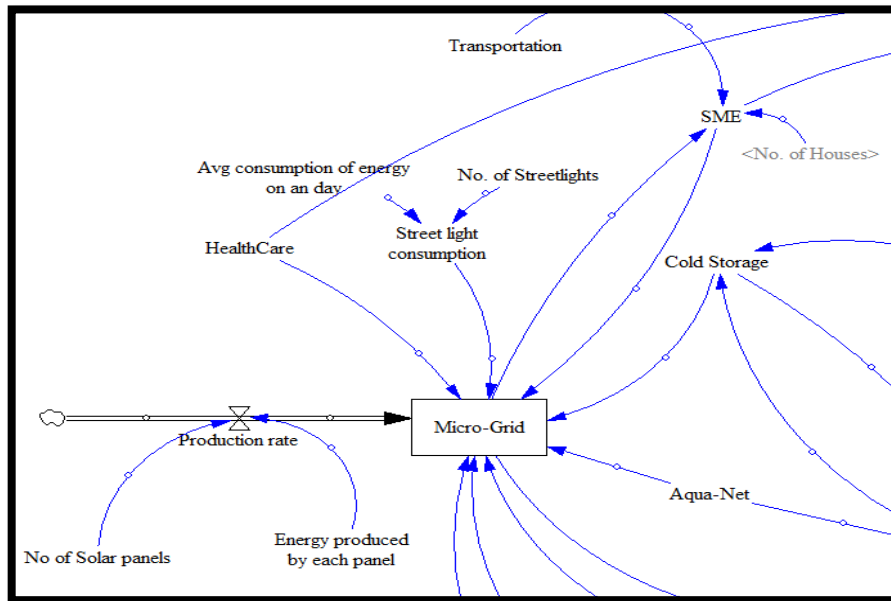 Transportation
SME
<No. of Houses>
Avg consumption of energy
on an day
No. of Streetlights
HealthCare
Street light
consumption
Cold Storage
Production rate
Micro-Grid
Aqua-Net
No of Solar panels
Energy produced
by each panel